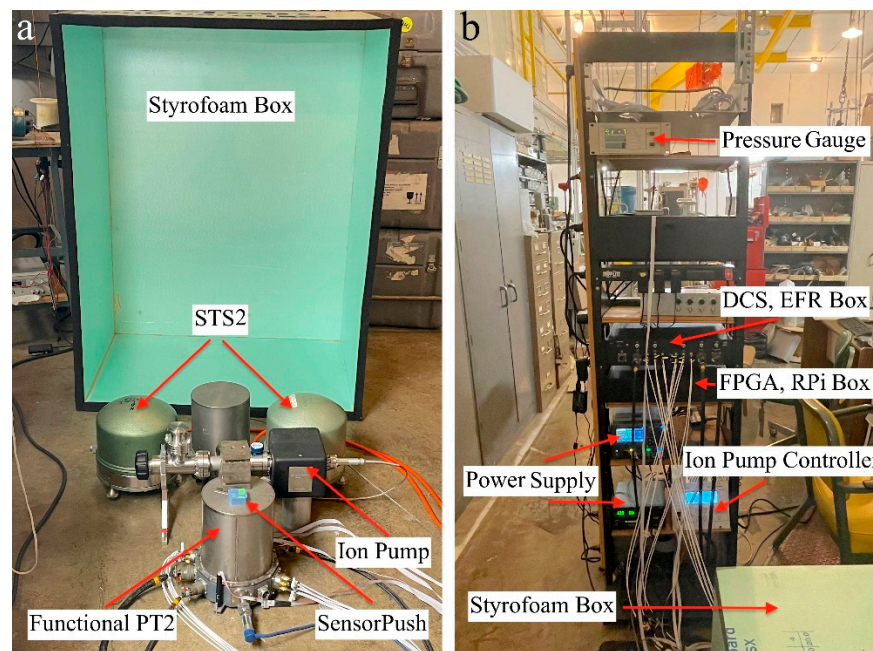 a
Styrofoam Box
STS2
Ion Pump
Functional PT2
SensorPush
b
Pressure Gauge
DCS, EFR Box
FPGA, RPi Box
Power Supply
Ion Pump Controller
Styrofoam Box